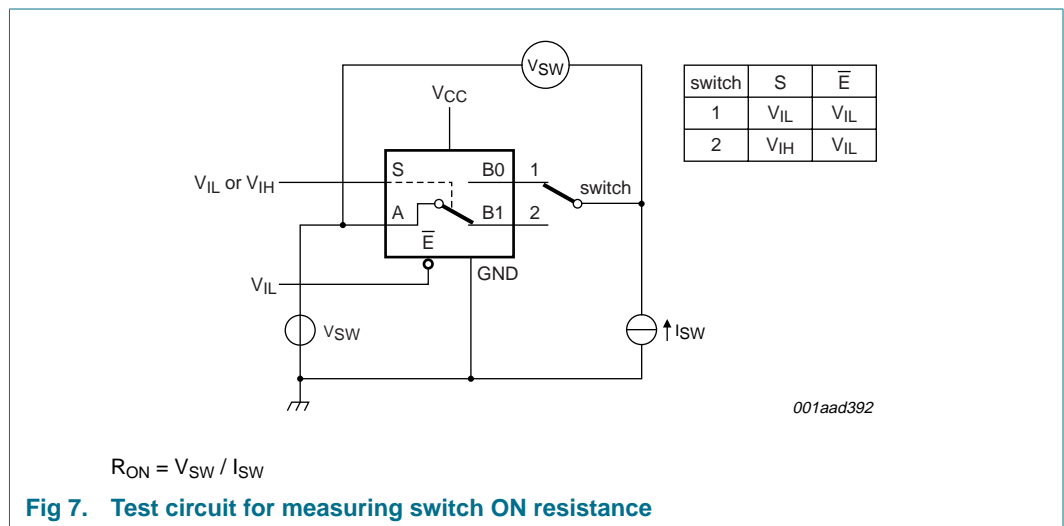 VSW
switch S E
1 VIL VIL
2 VIH VIL
VCC
S B0 1
VIL or VIH
switch
A B1 2
E
GND
VIL
VSW
ISW
001aad392
RON = VSW / ISW
Fig 7. Test circuit for measuring switch ON resistance